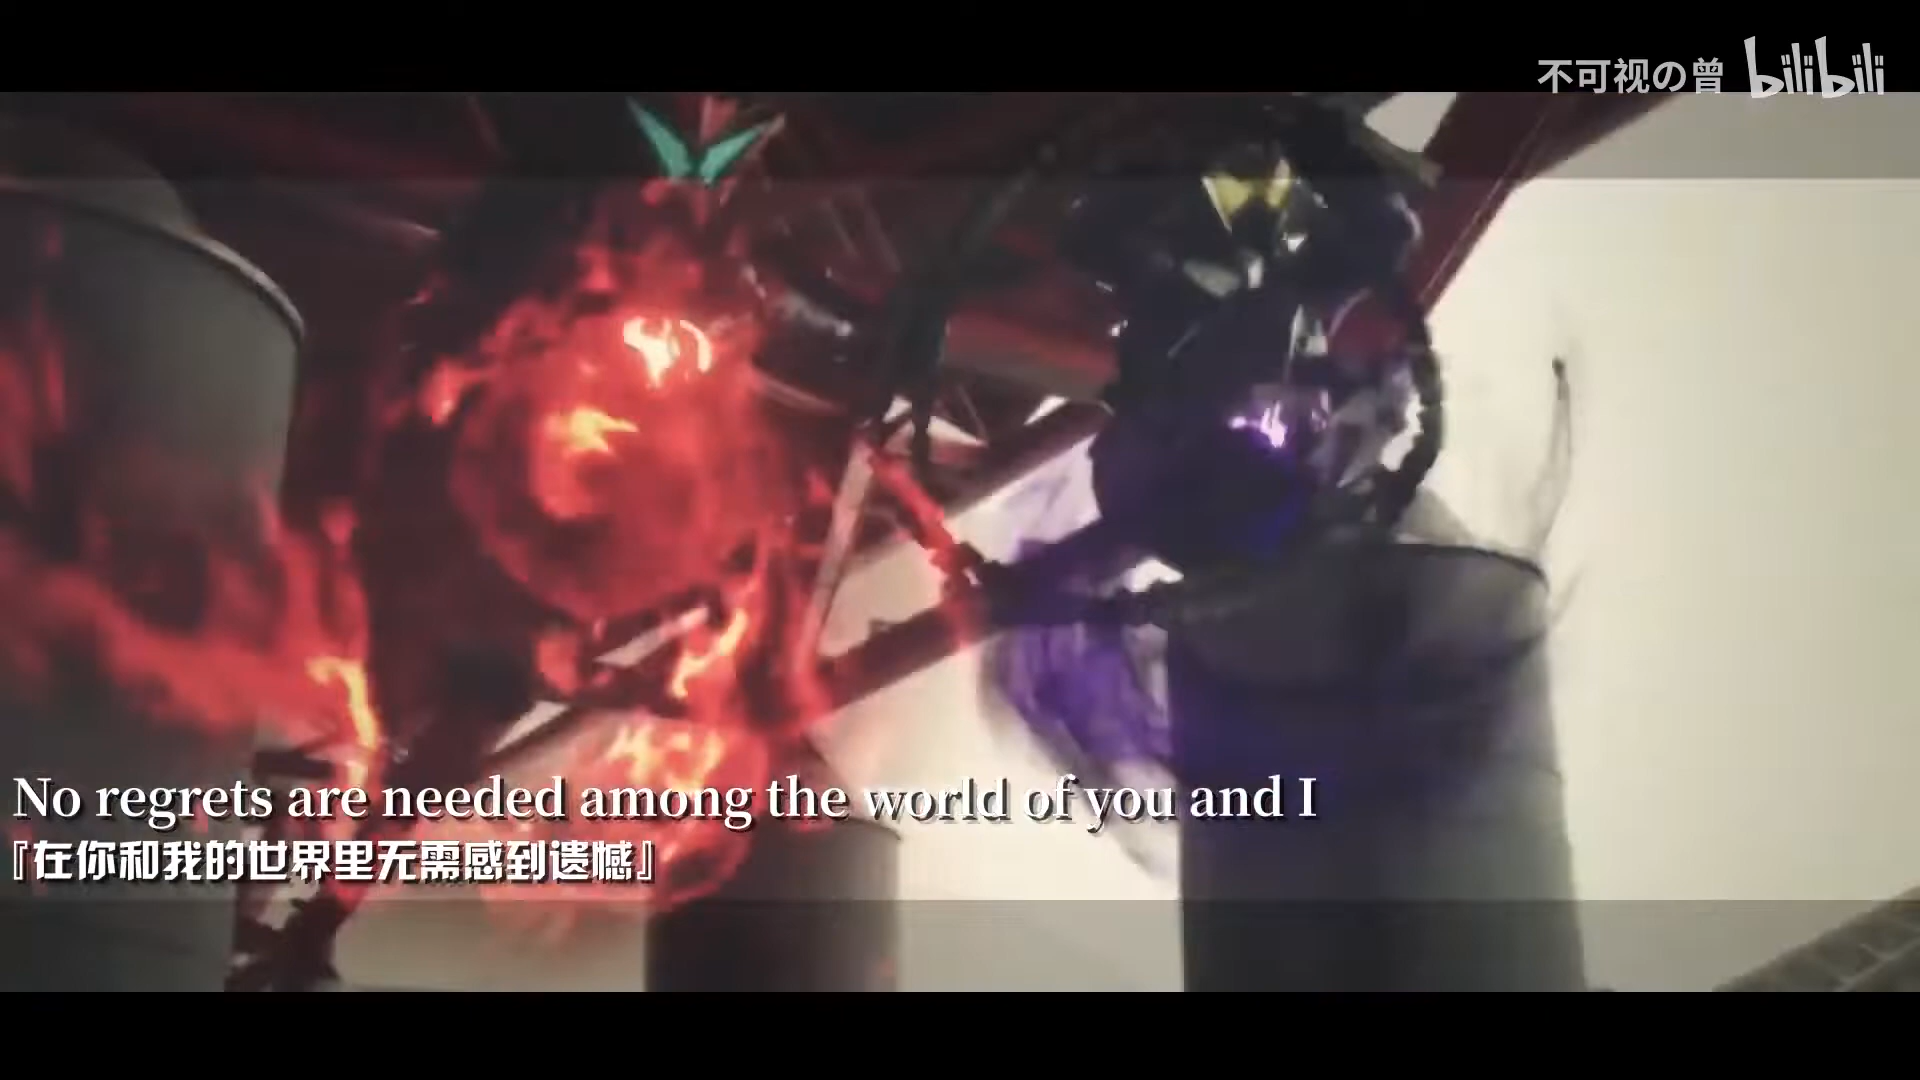 不可视の曾 bilibili
No regrets are needed among the world of you and I
『在你和我的世界里无需感到遗憾』